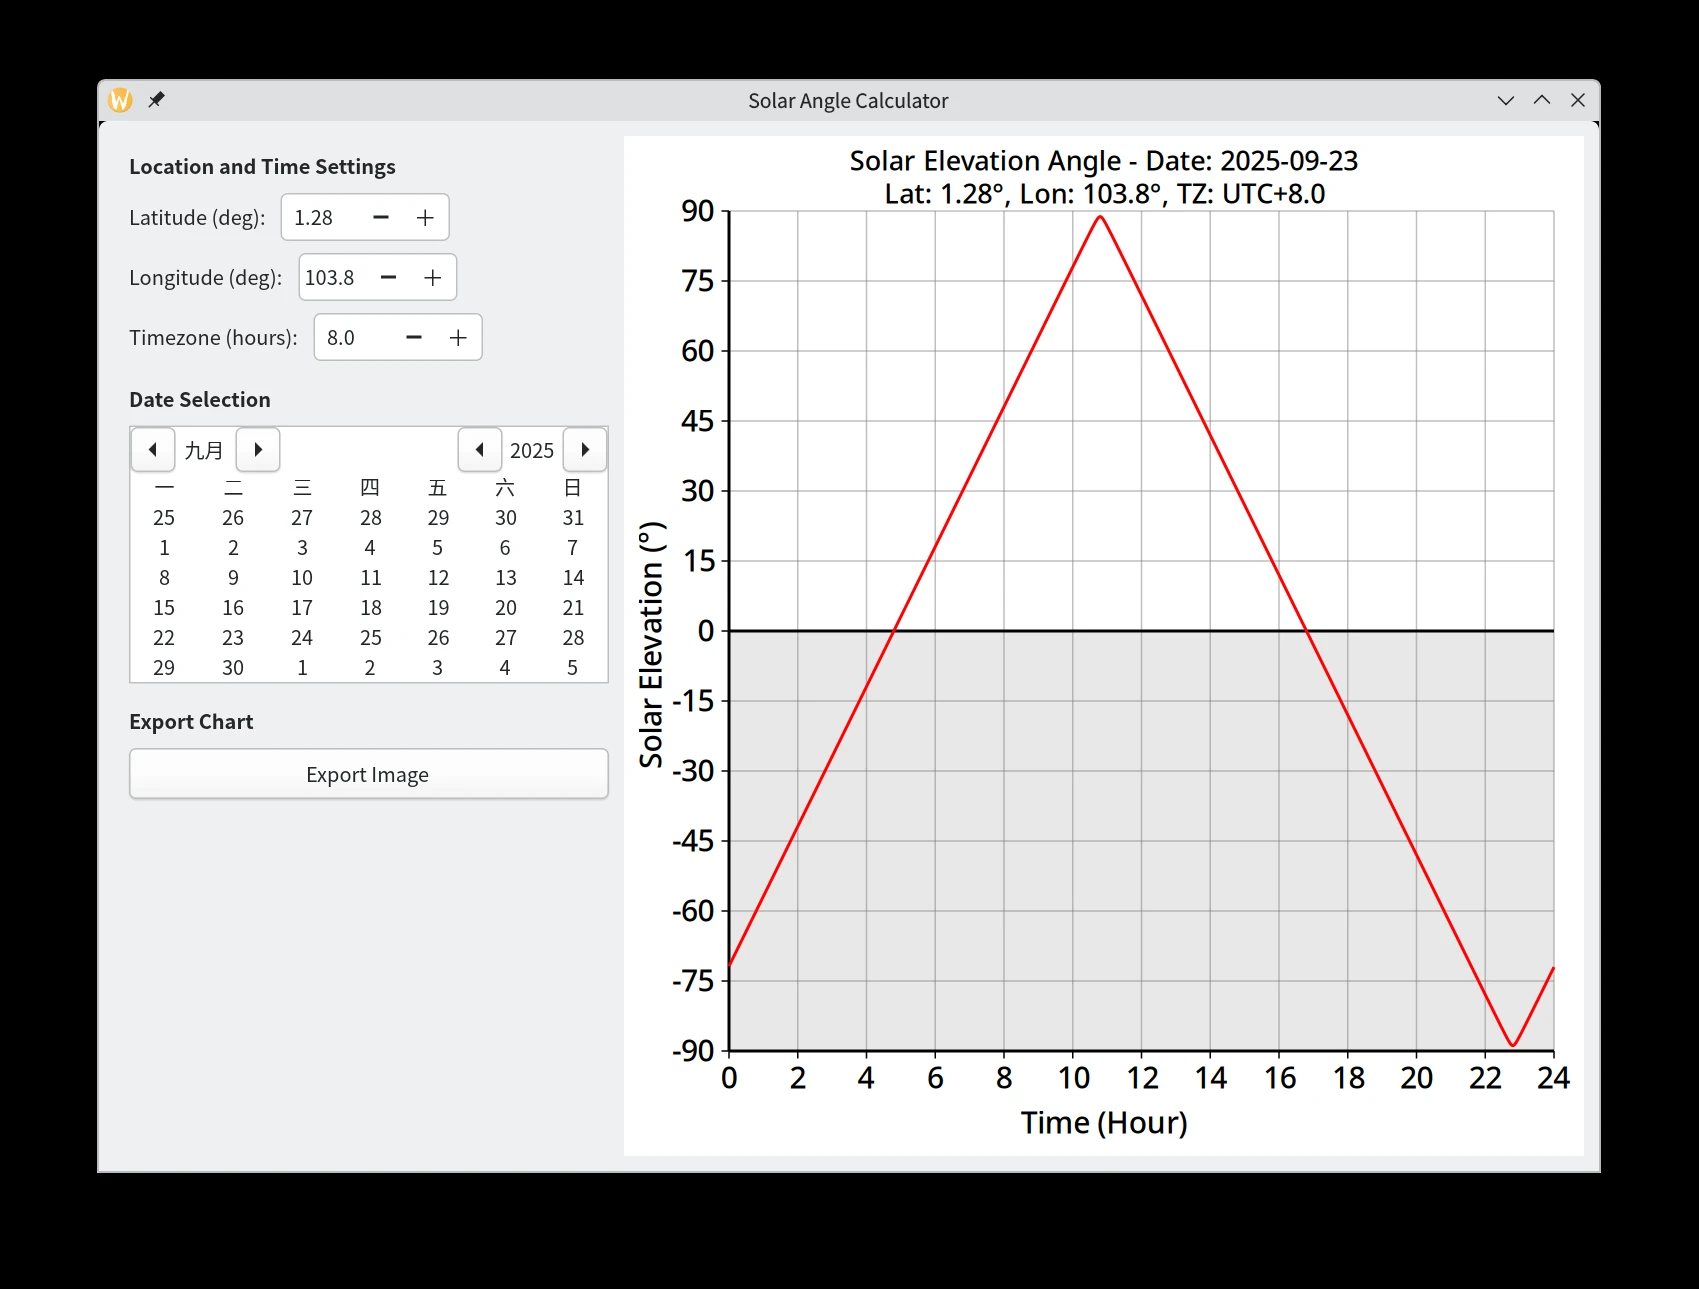 Solar Angle Calculator
Location and Time Settings
Latitude (deg): 1.28
Longitude (deg): 103.8
Timezone (hours): 8.0
Date Selection
九月 2025
一 二 三 四 五 六 日
25 26 27 28 29 30 31
1 2 3 4 5 6 7
8 9 10 11 12 13 14
15 16 17 18 19 20 21
22 23 24 25 26 27 28
29 30 1 2 3 4 5
Export Chart
Export Image
Solar Elevation Angle - Date: 2025-09-23
Lat: 1.28°, Lon: 103.8°, TZ: UTC+8.0
90
75
60
45
30
15
0
-15
-30
-45
-60
-75
-90
Solar Elevation (°)
0 2 4 6 8 10 12 14 16 18 20 22 24
Time (Hour)